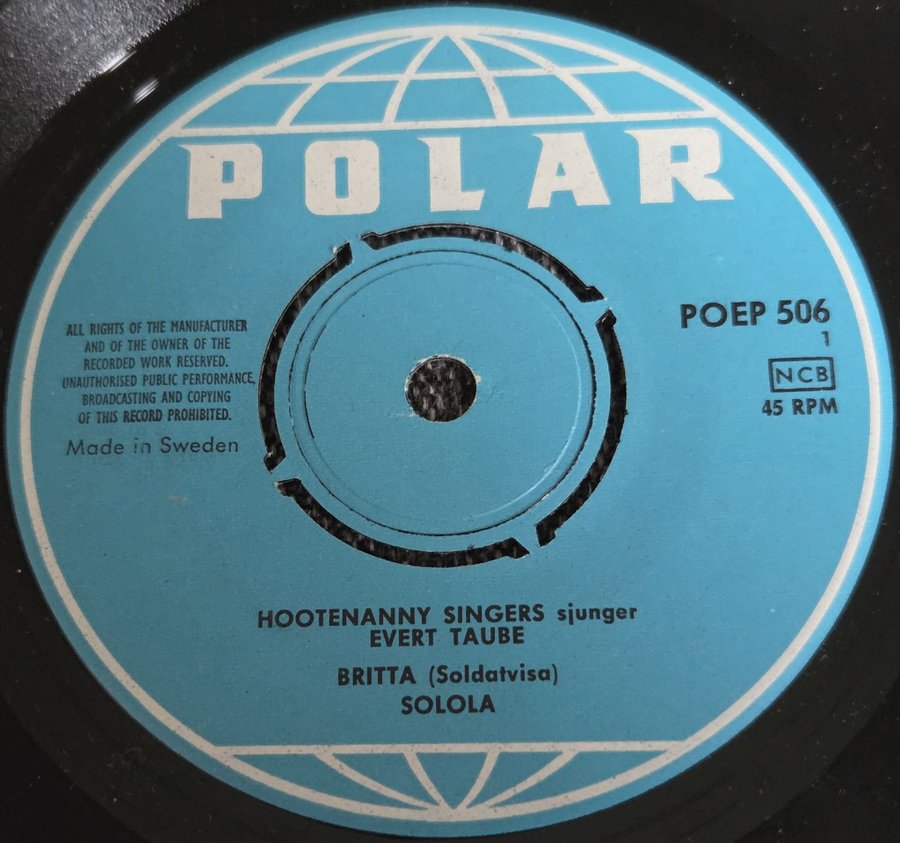 POLAR
ALL RIGHTS OF THE MANUFACTURER
AND OF THE OWNER OF THE
RECORDED WORK RESERVED.
UNAUTHORISED PUBLIC PERFORMANCE,
BROADCASTING AND COPYING
OF THIS RECORD PROHIBITED.
Made in Sweden
POEP 506
1
NCB
45 RPM
HOOTENANNY SINGERS sjunger
EVERT TAUBE
BRITTA (Soldatvisa)
SOLOLA